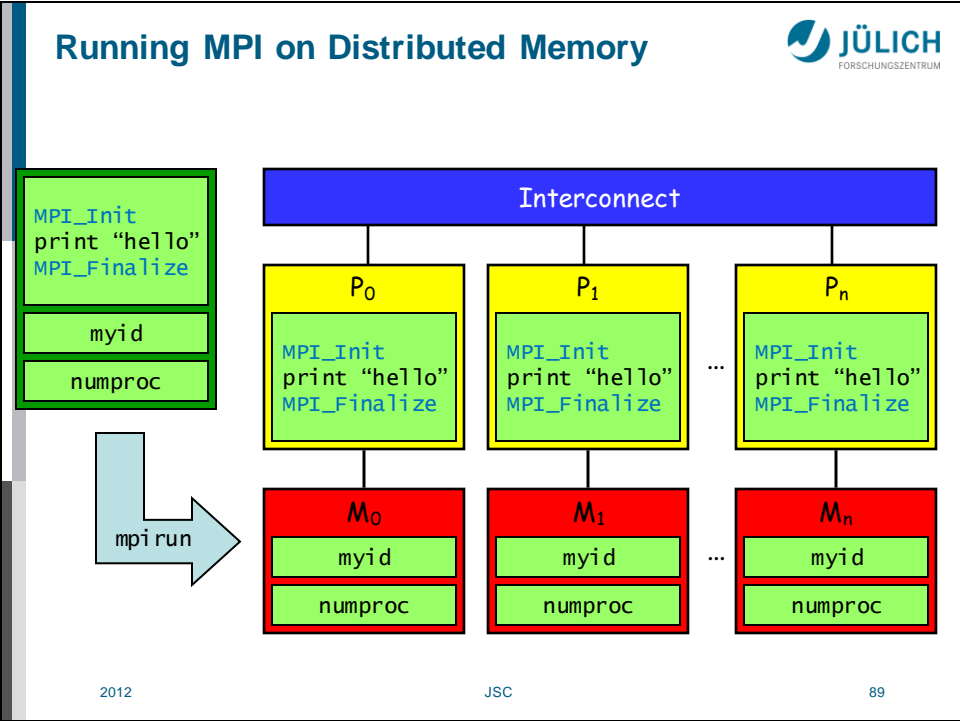 Running MPI on Distributed Memory
JÜLICH
FORSCHUNGSZENTRUM
MPI_Init
print “hello”
MPI_Finalize
myid
numproc
mpirun
Interconnect
P0
MPI_Init
print “hello”
MPI_Finalize
P1
MPI_Init
print “hello”
MPI_Finalize
...
Pn
MPI_Init
print “hello”
MPI_Finalize
M0
myid
numproc
M1
myid
numproc
...
Mn
myid
numproc
2012
JSC
89